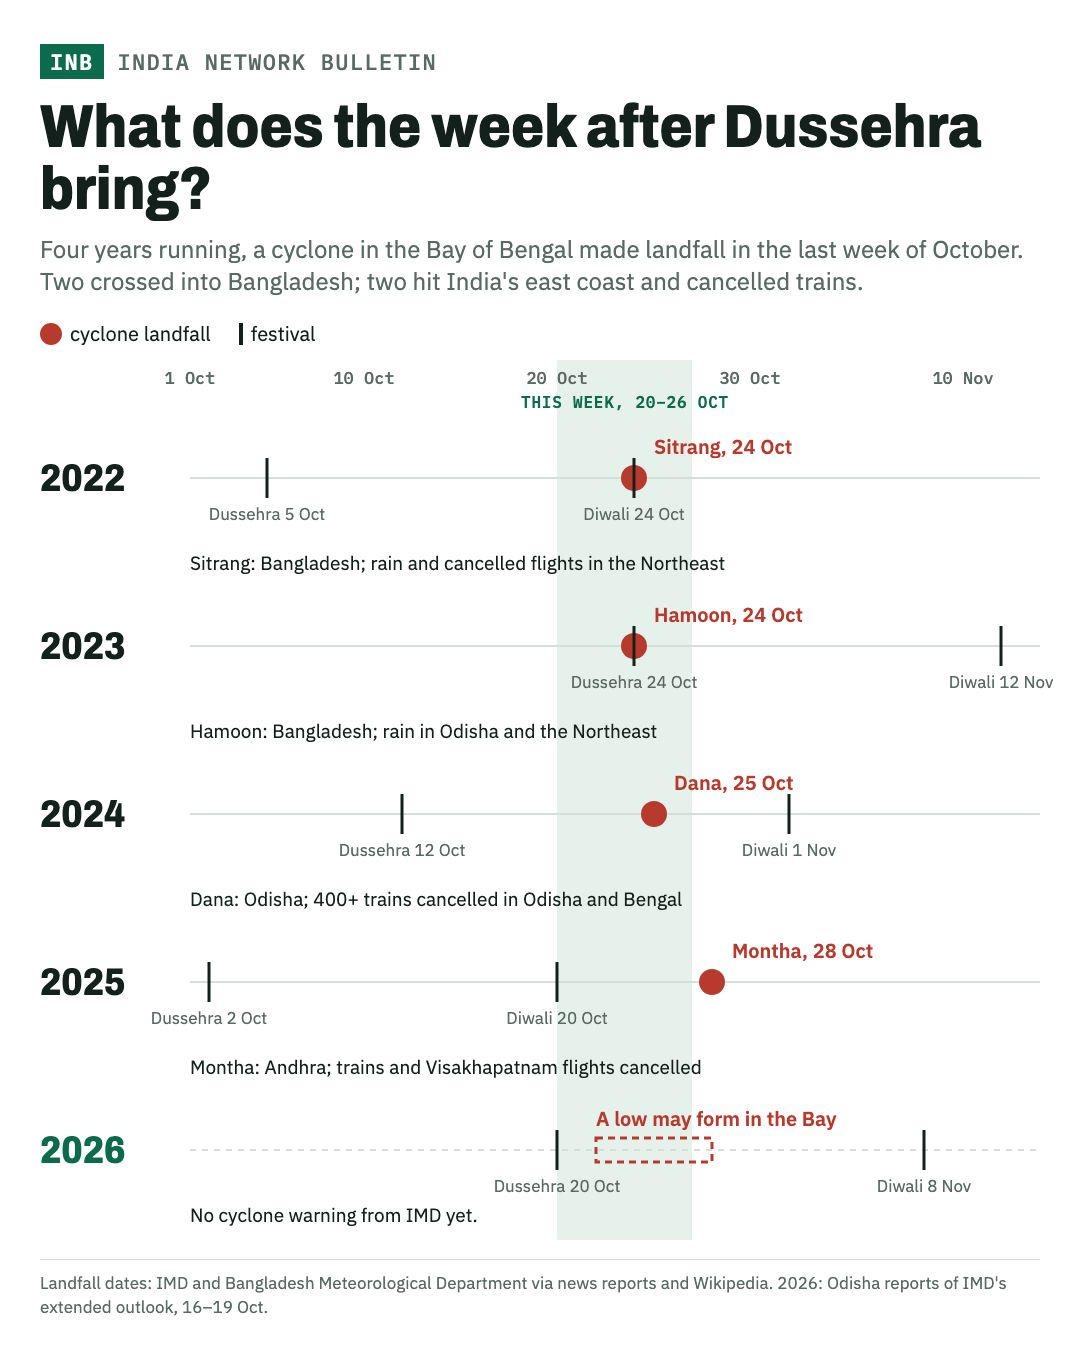 INB INDIA NETWORK BULLETIN
What does the week after Dussehra
bring?
Four years running, a cyclone in the Bay of Bengal made landfall in the last week of October.
Two crossed into Bangladesh; two hit India's east coast and cancelled trains.
cyclone landfall festival
1 Oct 10 Oct 20 Oct 30 Oct 10 Nov
THIS WEEK, 20–26 OCT
Sitrang, 24 Oct
2022
Dussehra 5 Oct Diwali 24 Oct
Sitrang: Bangladesh; rain and cancelled flights in the Northeast
Hamoon, 24 Oct
2023
Dussehra 24 Oct Diwali 12 Nov
Hamoon: Bangladesh; rain in Odisha and the Northeast
Dana, 25 Oct
2024
Dussehra 12 Oct Diwali 1 Nov
Dana: Odisha; 400+ trains cancelled in Odisha and Bengal
Montha, 28 Oct
2025
Dussehra 2 Oct Diwali 20 Oct
Montha: Andhra; trains and Visakhapatnam flights cancelled
A low may form in the Bay
2026
Dussehra 20 Oct Diwali 8 Nov
No cyclone warning from IMD yet.
Landfall dates: IMD and Bangladesh Meteorological Department via news reports and Wikipedia. 2026: Odisha reports of IMD's
extended outlook, 16–19 Oct.